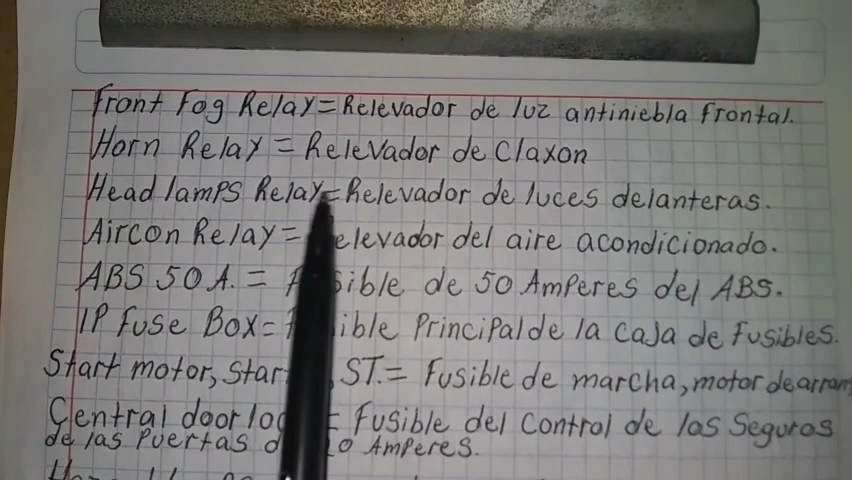 Front Fog Relay=Relevador de luz antiniebla frontal.
Horn Relay = Relevador de Claxon
Head lamps Relay=Relevador de luces delanteras.
Aircon Relay= elevador del aire acondicionado.
ABS 50 A. = F sible de 50 Amperes del ABS.
IP Fuse Box= F ible Principal de la caja de Fusibles.
Start motor, Star , ST.= Fusible de marcha, motor de arran
Central door lo = Fusible del Control de los Seguros
de las Puertas d 0 Amperes.